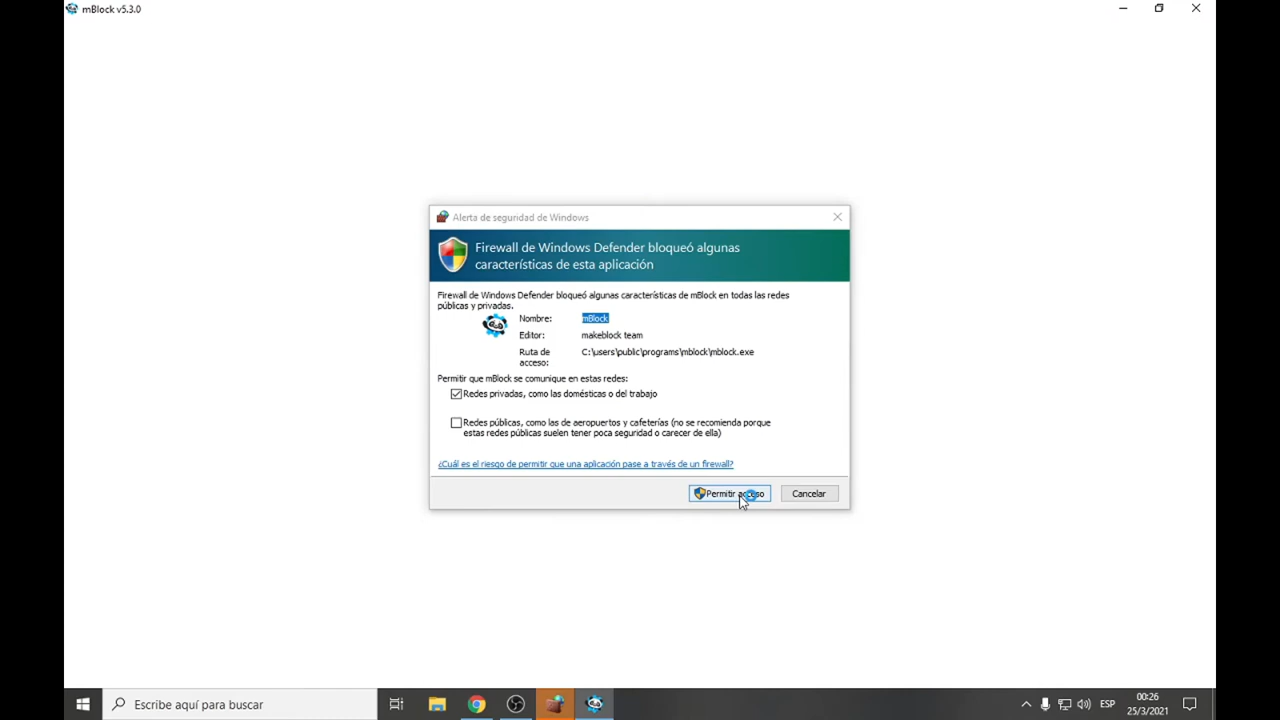 mBlock v5.3.0
Alerta de seguridad de Windows
Firewall de Windows Defender bloqueó algunas
características de esta aplicación
Firewall de Windows Defender bloqueó algunas características de mBlock en todas las redes
públicas y privadas.
Nombre: mBlock
Editor: makeblock team
Ruta de C:\users\public\programs\mblock\mblock.exe
acceso:
Permitir que mBlock se comunique en estas redes:
Redes privadas, como las domésticas o del trabajo
Redes públicas, como las de aeropuertos y cafeterías (no se recomienda porque
estas redes públicas suelen tener poca seguridad o carecer de ella)
¿Cuál es el riesgo de permitir que una aplicación pase a través de un firewall?
Permitir acceso Cancelar
Escribe aquí para buscar
ESP
00:26
25/3/2021